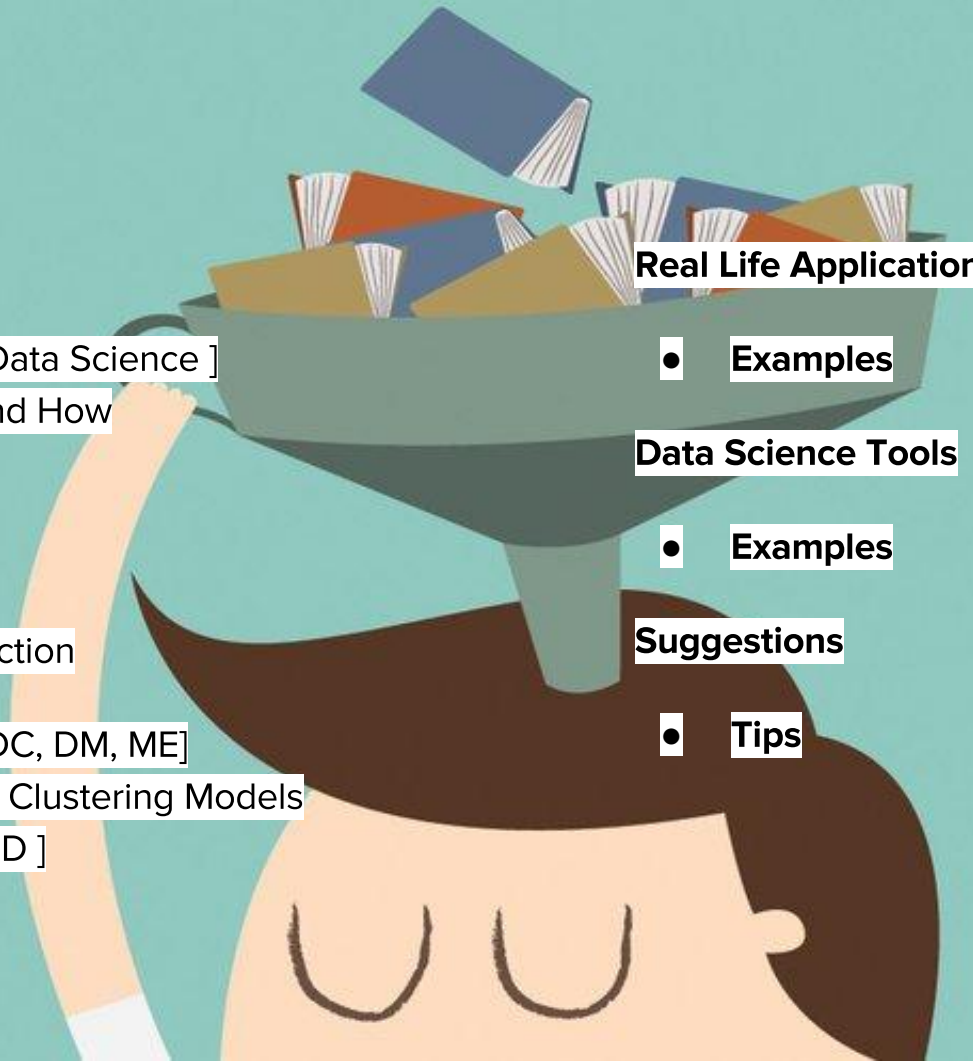 Data Science ]
nd How
ction
DC, DM, ME]
Clustering Models
D ]
Real Life Application
● Examples
Data Science Tools
● Examples
Suggestions
● Tips